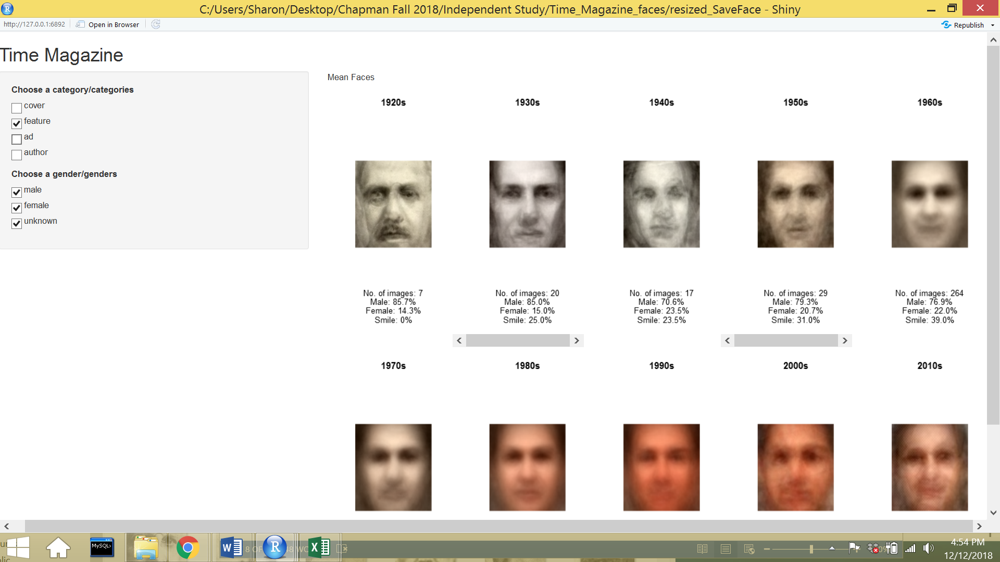 C:/Users/Sharon/Desktop/Chapman Fall 2018/Independent Study/Time_Magazine_faces/resized_SaveFace - Shiny
http://127.0.0.1:6892
Open in Browser
Republish
Time Magazine
Choose a category/categories
cover
feature
ad
author
Choose a gender/genders
male
female
unknown
Mean Faces
1920s 1930s 1940s 1950s 1960s
No. of images: 7
Male: 85.7%
Female: 14.3%
Smile: 0%
No. of images: 20
Male: 85.0%
Female: 15.0%
Smile: 25.0%
No. of images: 17
Male: 70.6%
Female: 23.5%
Smile: 23.5%
No. of images: 29
Male: 79.3%
Female: 20.7%
Smile: 31.0%
No. of images: 264
Male: 76.9%
Female: 22.0%
Smile: 39.0%
1970s 1980s 1990s 2000s 2010s
MySQL>
8 OF
4:54 PM
12/12/2018